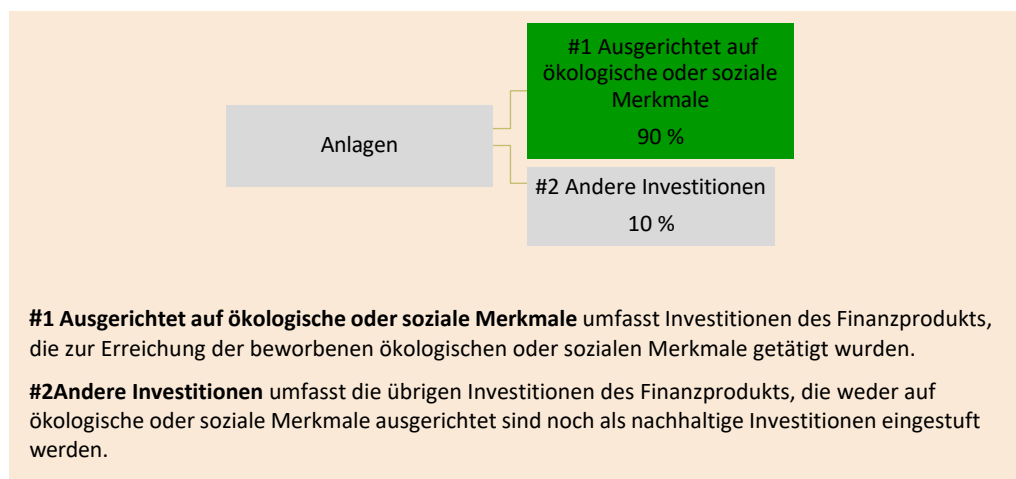 #1 Ausgerichtet auf
ökologische oder soziale
Merkmale
90 %
Anlagen
#2 Andere Investitionen
10 %
#1 Ausgerichtet auf ökologische oder soziale Merkmale umfasst Investitionen des Finanzprodukts,
die zur Erreichung der beworbenen ökologischen oder sozialen Merkmale getätigt wurden.
#2Andere Investitionen umfasst die übrigen Investitionen des Finanzprodukts, die weder auf
ökologische oder soziale Merkmale ausgerichtet sind noch als nachhaltige Investitionen eingestuft
werden.